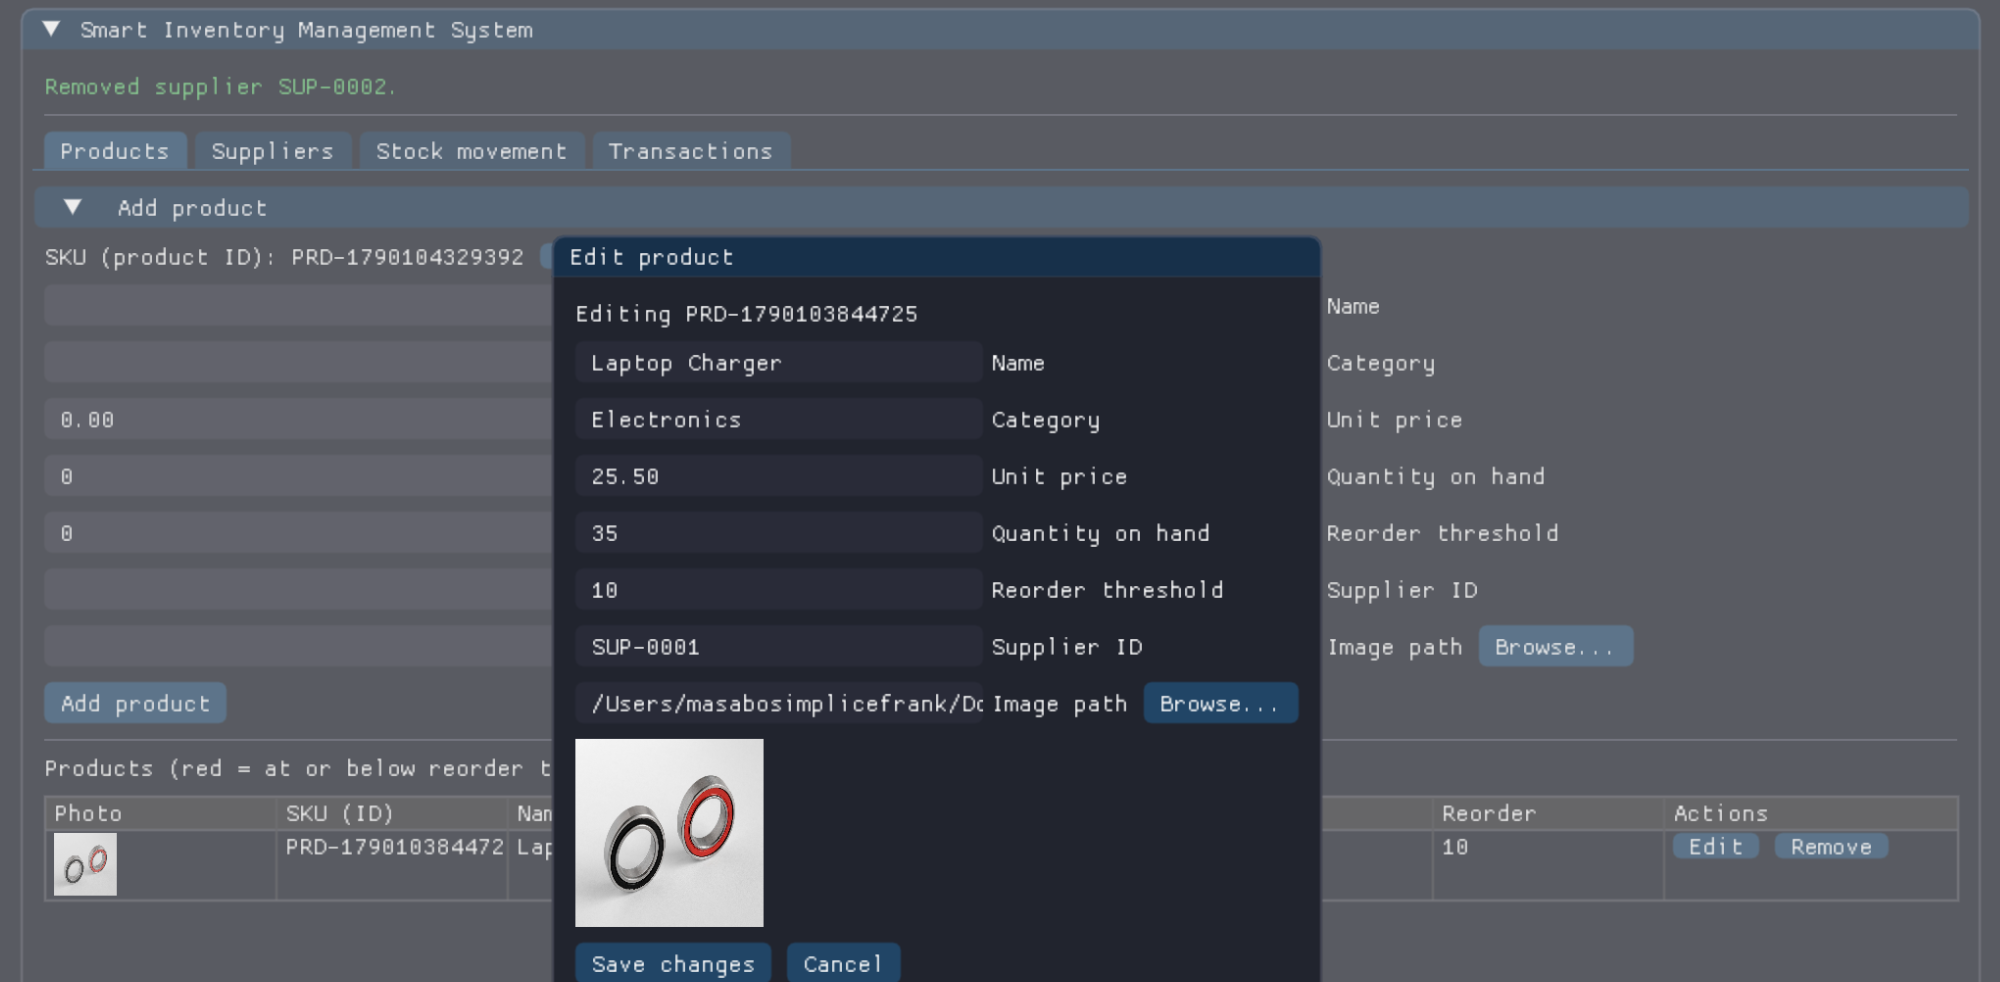 Smart Inventory Management System
Removed supplier SUP-0002.
Products Suppliers Stock movement Transactions
Add product
SKU (product ID): PRD-1790104329392
Edit product
Editing PRD-1790103844725
Name
Laptop Charger Name
Category
Electronics Category
0.00 Unit price
25.50 Unit price
0 Quantity on hand
35 Quantity on hand
0 Reorder threshold
10 Reorder threshold
Supplier ID
SUP-0001 Supplier ID
Image path Browse...
/Users/masabosimplicefrank/Do Image path Browse...
Add product
Products (red = at or below reorder t
Photo SKU (ID) Nam Reorder Actions
PRD-179010384472 Lap 10 Edit Remove
Save changes Cancel